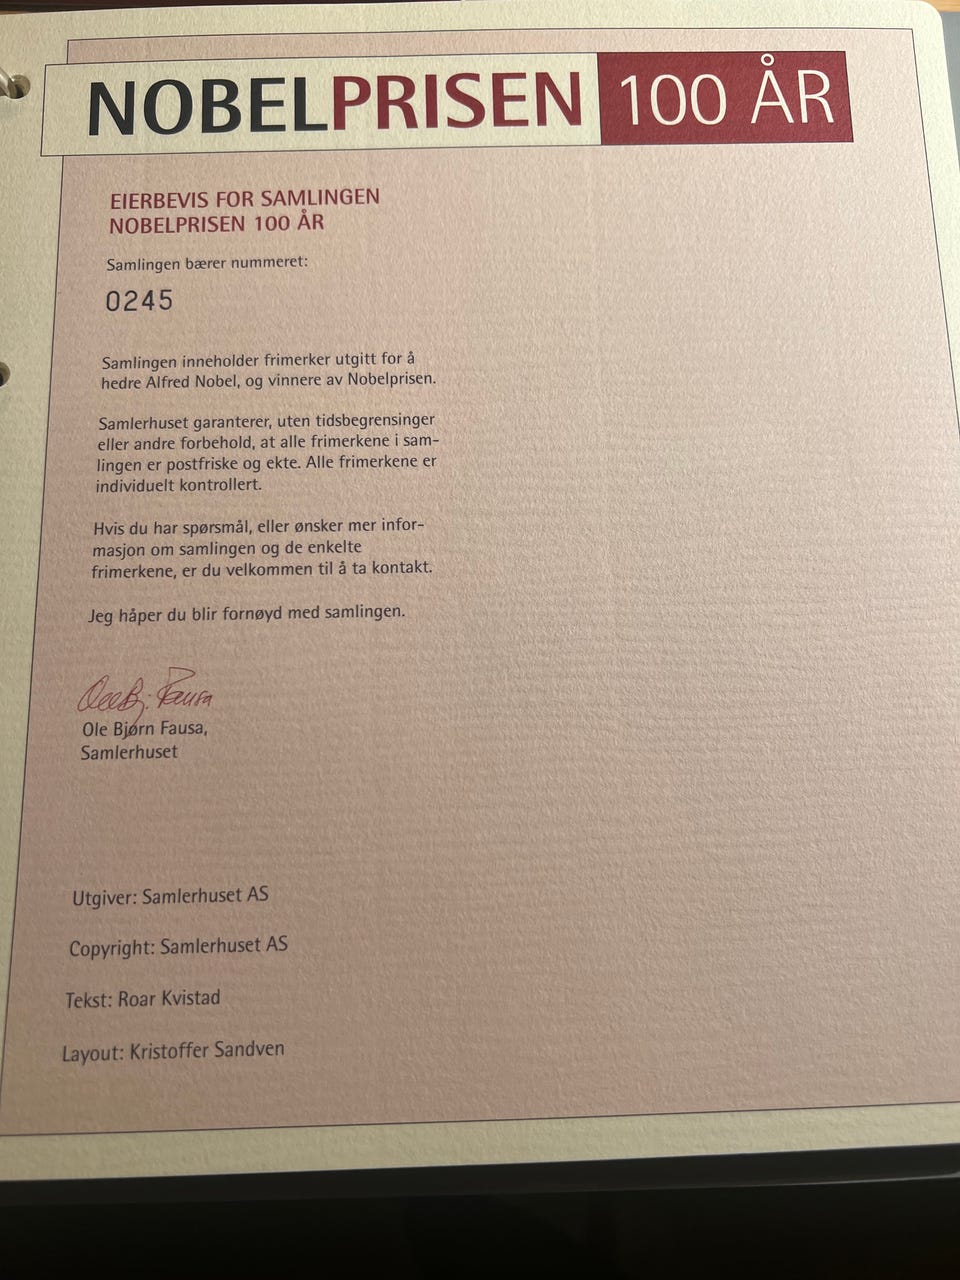 NOBELPRISEN 100 ÅR
EIERBEVIS FOR SAMLINGEN
NOBELPRISEN 100 ÅR
Samlingen bærer nummeret:
0245
Samlingen inneholder frimerker utgitt for å
hedre Alfred Nobel, og vinnere av Nobelprisen.
Samlerhuset garanterer, uten tidsbegrensinger
eller andre forbehold, at alle frimerkene i sam-
lingen er postfriske og ekte. Alle frimerkene er
individuelt kontrollert.
Hvis du har spørsmål, eller ønsker mer infor-
masjon om samlingen og de enkelte
frimerkene, er du velkommen til å ta kontakt.
Jeg håper du blir fornøyd med samlingen.
Ole Bj. Fausa
Ole Bjørn Fausa,
Samlerhuset
Utgiver: Samlerhuset AS
Copyright: Samlerhuset AS
Tekst: Roar Kvistad
Layout: Kristoffer Sandven